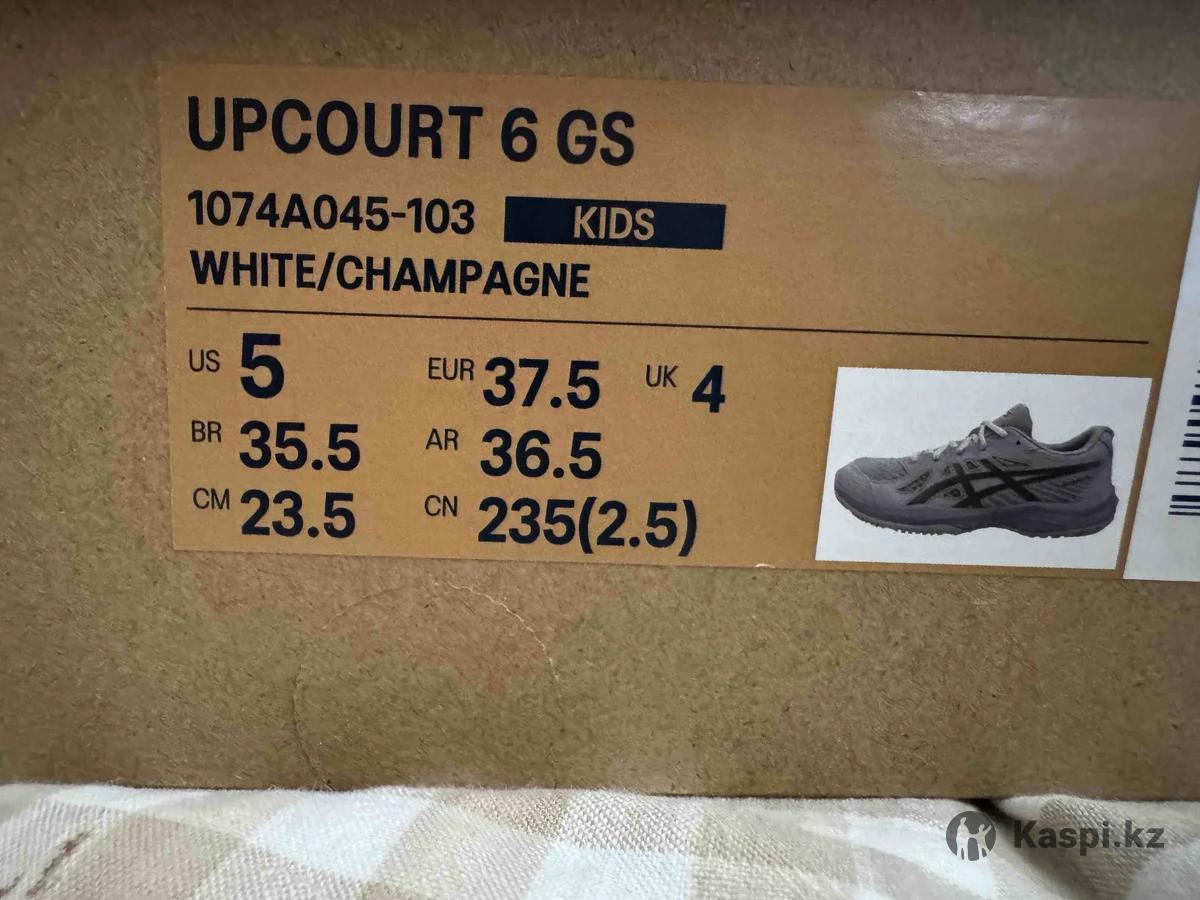 UPCOURT 6 GS
1074A045-103 KIDS
WHITE/CHAMPAGNE
US 5 EUR 37.5 UK 4
BR 35.5 AR 36.5
CM 23.5 CN 235(2.5)
Kaspi.kz